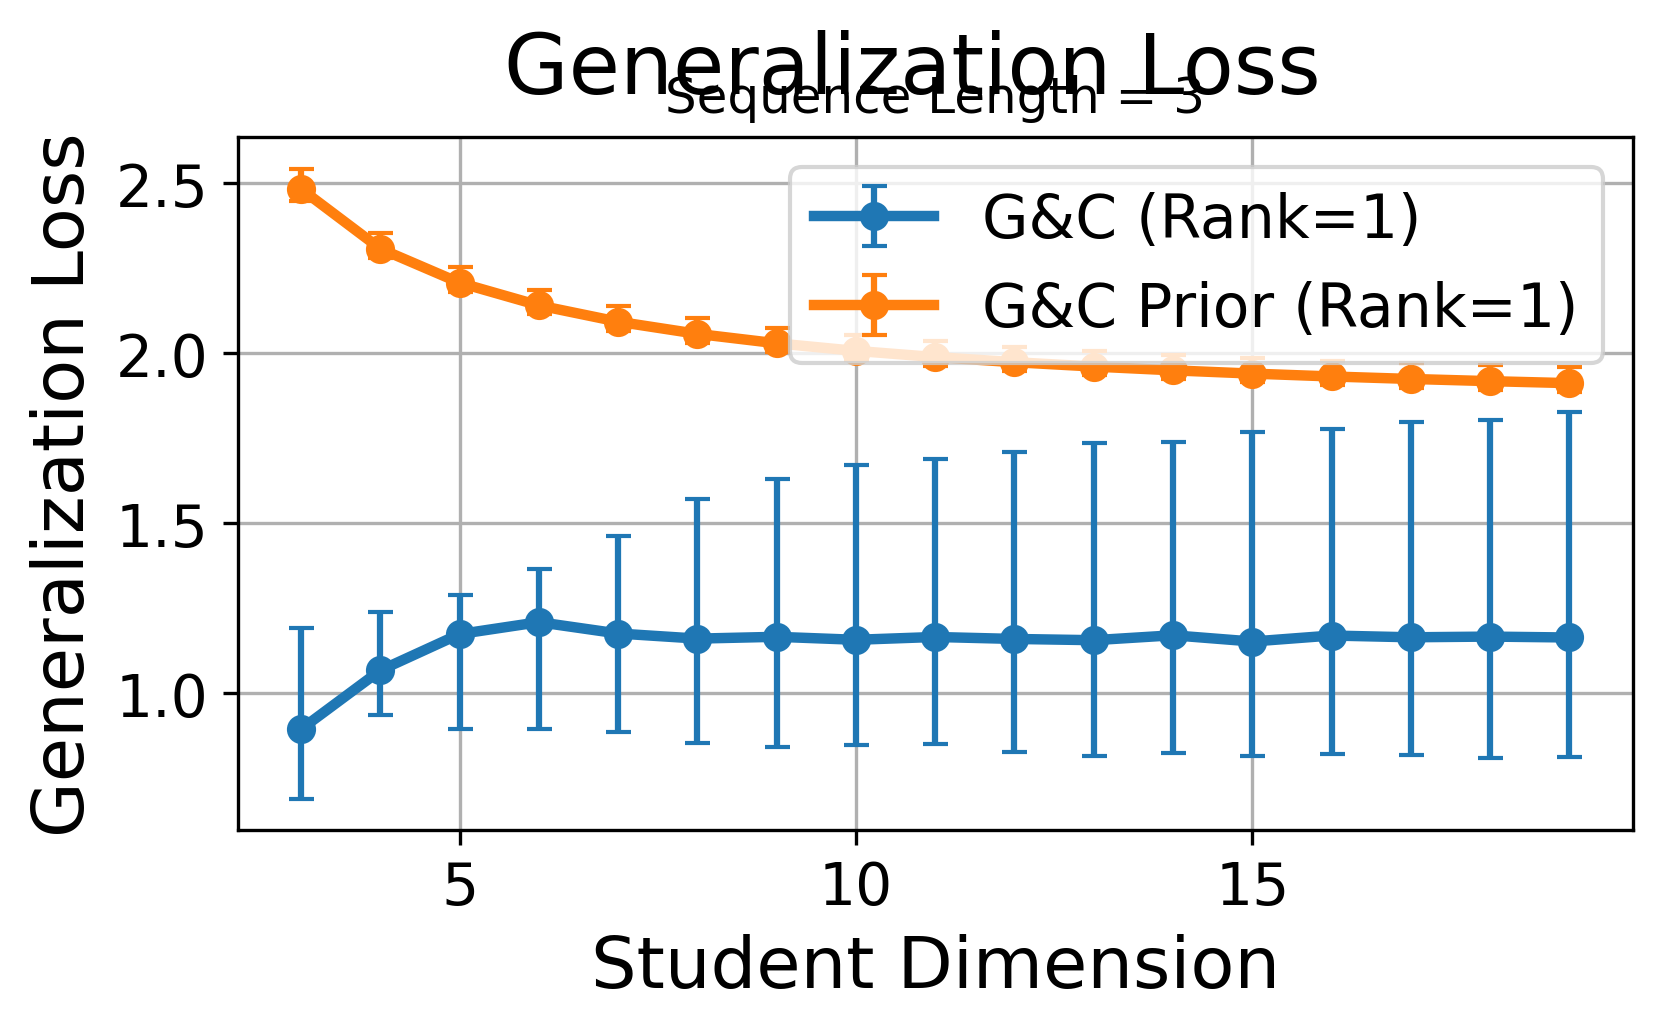 Generalization Loss
Sequence Length = 3
Generalization Loss
2.5
2.0
1.5
1.0
G&C (Rank=1)
G&C Prior (Rank=1)
5
10
15
Student Dimension